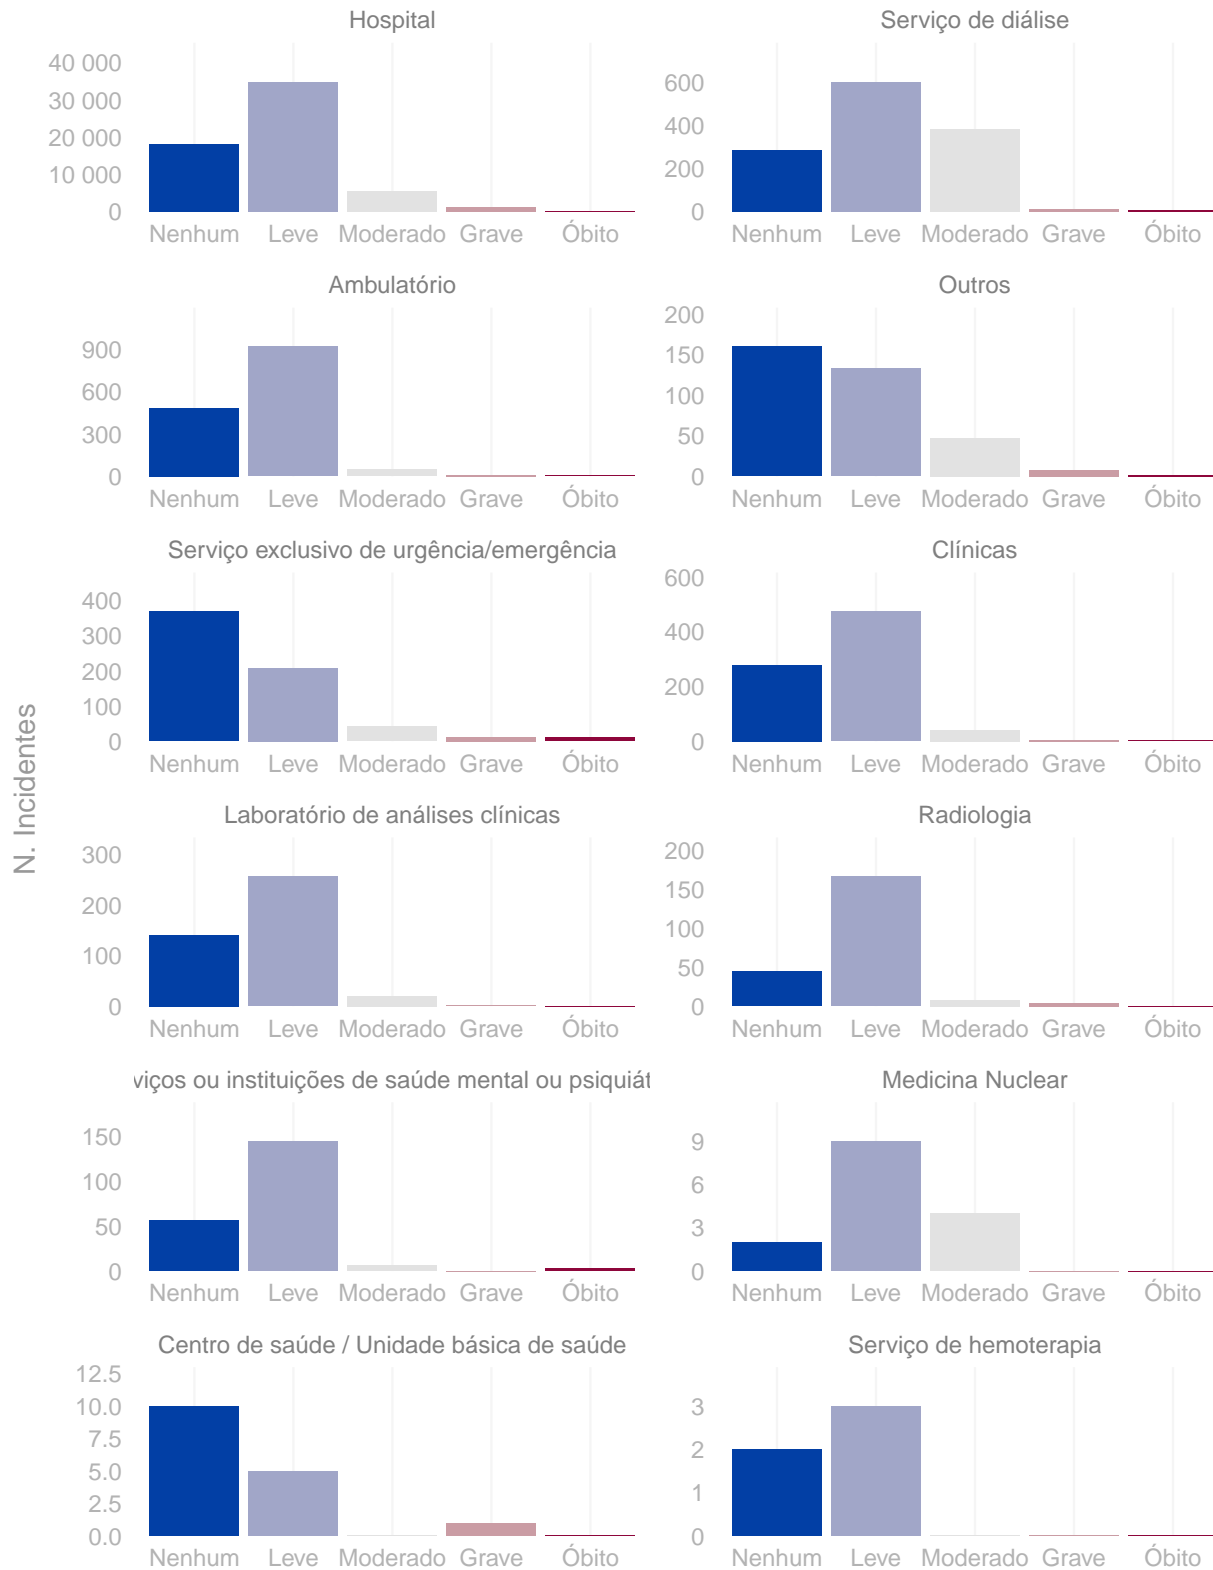 Hospital
40 000
30 000
20 000
10 000
0
Nenhum Leve Moderado Grave Óbito
Serviço de diálise
600
400
200
0
Nenhum Leve Moderado Grave Óbito
Ambulatório
900
600
300
0
Nenhum Leve Moderado Grave Óbito
Outros
200
150
100
50
0
Nenhum Leve Moderado Grave Óbito
Serviço exclusivo de urgência/emergência
400
300
200
100
0
Nenhum Leve Moderado Grave Óbito
Clínicas
600
400
200
0
Nenhum Leve Moderado Grave Óbito
N. Incidentes
Laboratório de análises clínicas
300
200
100
0
Nenhum Leve Moderado Grave Óbito
Radiologia
200
150
100
50
0
Nenhum Leve Moderado Grave Óbito
viços ou instituições de saúde mental ou psiquiát
150
100
50
0
Nenhum Leve Moderado Grave Óbito
Medicina Nuclear
9
6
3
0
Nenhum Leve Moderado Grave Óbito
Centro de saúde / Unidade básica de saúde
12.5
10.0
7.5
5.0
2.5
0.0
Nenhum Leve Moderado Grave Óbito
Serviço de hemoterapia
3
2
1
0
Nenhum Leve Moderado Grave Óbito